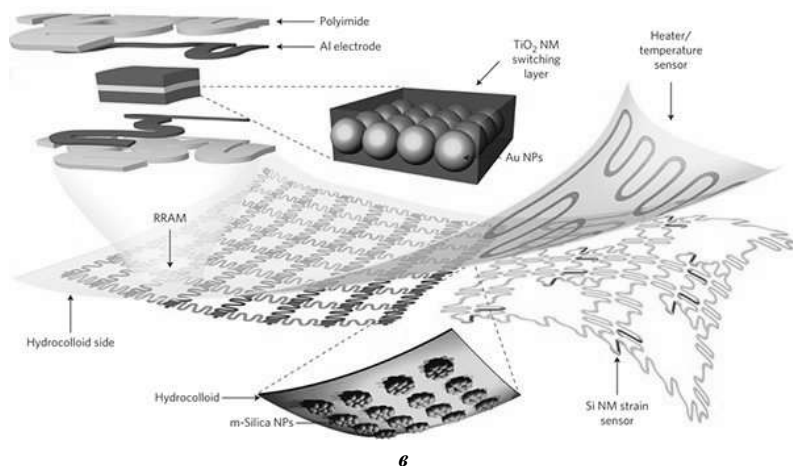 Polyimide
Al electrode
TiO2 NM
switching
layer
Heater/
temperature
sensor
Au NPs
RRAM
Hydrocolloid side
Hydrocolloid
m-Silica NPs
Si NM strain
sensor
в